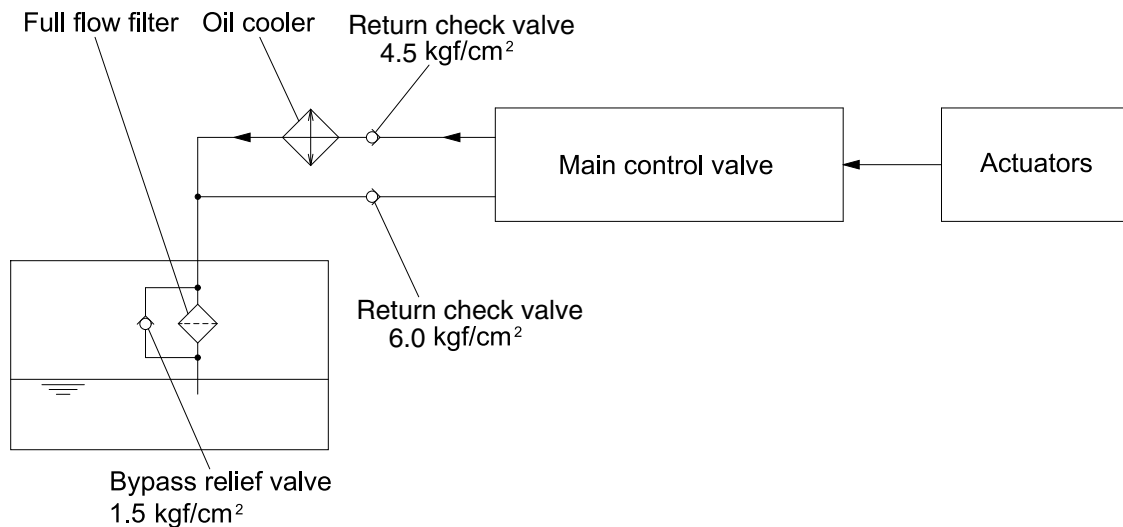 Full flow filter
Oil cooler
Return check valve
4.5 kgf/cm²
Main control valve
Actuators
Return check valve
6.0 kgf/cm²
Bypass relief valve
1.5 kgf/cm²